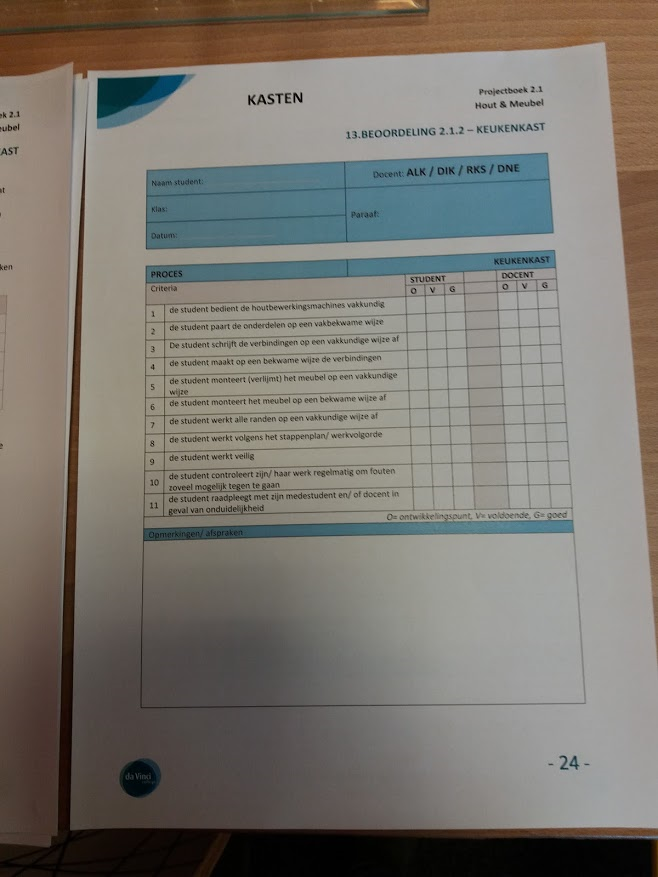 KASTEN
Projectboek 2.1
Hout & Meubel
13.BEOORDELING 2.1.2 – KEUKENKAST
Naam student:
Docent: ALK / DIK / RKS / DNE
Klas:
Paraaf:
Datum:
PROCES
KEUKENKAST
Criteria
STUDENT
DOCENT
O V G
O V G
1 de student bedient de houtbewerkingsmachines vakkundig
2 de student paart de onderdelen op een vakbekwame wijze
3 De student schrijft de verbindingen op een vakkundige wijze af
4 de student maakt op een bekwame wijze de verbindingen
5 de student monteert (verlijmt) het meubel op een vakkundige
wijze
6 de student monteert het meubel op een bekwame wijze af
7 de student werkt alle randen op een vakkundige wijze af
8 de student werkt volgens het stappenplan/ werkvolgorde
9 de student werkt veilig
10 de student controleert zijn/ haar werk regelmatig om fouten
zoveel mogelijk tegen te gaan
11 de student raadpleegt met zijn medestudent en/ of docent in
geval van onduidelijkheid
O= ontwikkelingspunt, V= voldoende, G= goed
Opmerkingen/ afspraken
da Vinci
- 24 -
ek 2.1
eubel
AST
ken